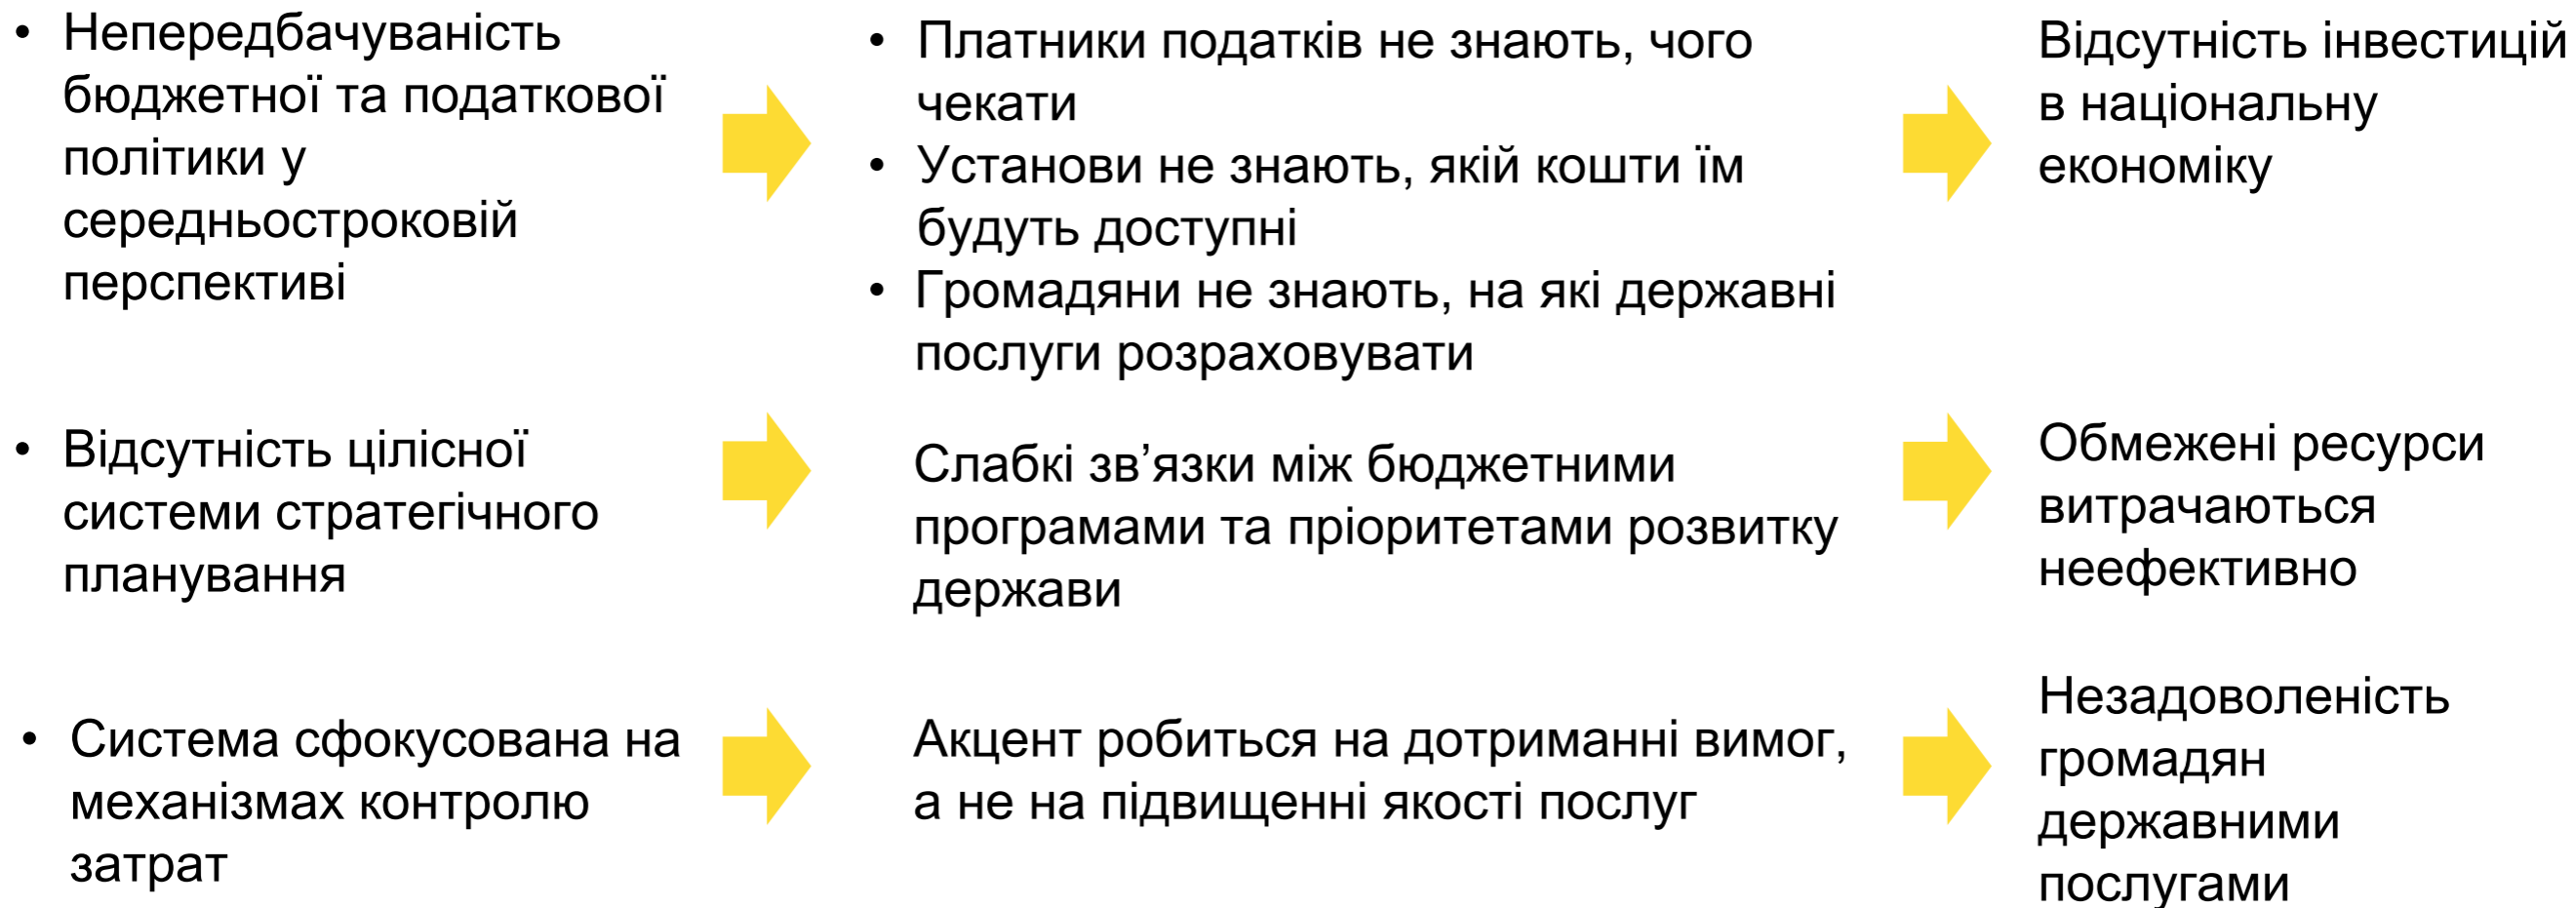 • Непередбачуваність
бюджетної та податкової
політики у
середньостроковій
перспективі
• Платники податків не знають, чого
чекати
• Установи не знають, якій кошти їм
будуть доступні
• Громадяни не знають, на які державні
послуги розраховувати
Відсутність інвестицій
в національну
економіку
• Відсутність цілісної
системи стратегічного
планування
Слабкі зв’язки між бюджетними
програмами та пріоритетами розвитку
держави
Обмежені ресурси
витрачаються
неефективно
• Система сфокусована на
механізмах контролю
затрат
Акцент робиться на дотриманні вимог,
а не на підвищенні якості послуг
Незадоволеність
громадян
державними
послугами